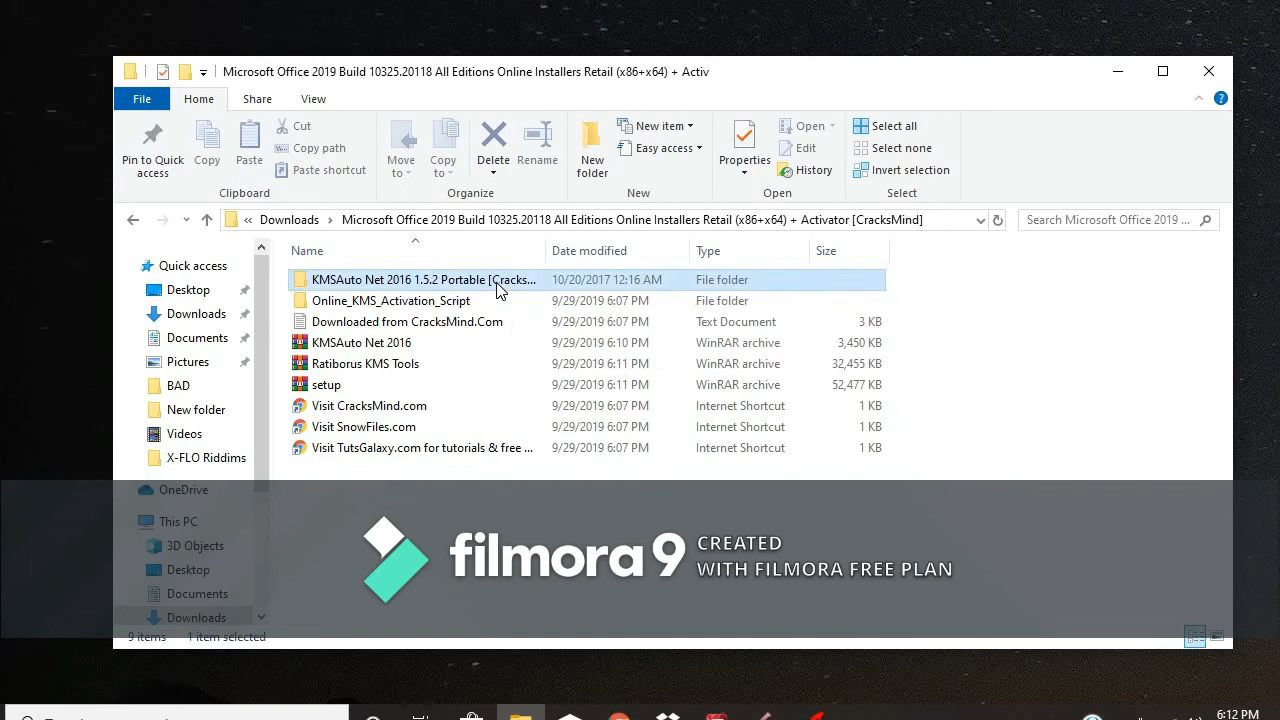 Microsoft Office 2019 Build 10325.20118 All Editions Online Installers Retail (x86+x64) + Activ
File Home Share View
Pin to Quick access
Copy
Paste
Cut
Copy path
Paste shortcut
Move to
Copy to
Delete
Rename
New folder
New item
Easy access
Properties
Open
Edit
History
Select all
Select none
Invert selection
Clipboard Organize New Open Select
« Downloads › Microsoft Office 2019 Build 10325.20118 All Editions Online Installers Retail (x86+x64) + Activator [CracksMind]
Search Microsoft Office 2019 ...
Name Date modified Type Size
Quick access
Desktop
Downloads
Documents
Pictures
BAD
New folder
Videos
X-FLO Riddims
OneDrive
This PC
3D Objects
Desktop
Documents
Downloads
KMSAuto Net 2016 1.5.2 Portable [Cracks... 10/20/2017 12:16 AM File folder
Online_KMS_Activation_Script 9/29/2019 6:07 PM File folder
Downloaded from CracksMind.Com 9/29/2019 6:07 PM Text Document 3 KB
KMSAuto Net 2016 9/29/2019 6:10 PM WinRAR archive 3,450 KB
Ratiborus KMS Tools 9/29/2019 6:11 PM WinRAR archive 32,455 KB
setup 9/29/2019 6:11 PM WinRAR archive 52,477 KB
Visit CracksMind.com 9/29/2019 6:07 PM Internet Shortcut 1 KB
Visit SnowFiles.com 9/29/2019 6:07 PM Internet Shortcut 1 KB
Visit TutsGalaxy.com for tutorials & free ... 9/29/2019 6:07 PM Internet Shortcut 1 KB
filmora 9
CREATED
WITH FILMORA FREE PLAN
9 items 1 item selected
6:12 PM